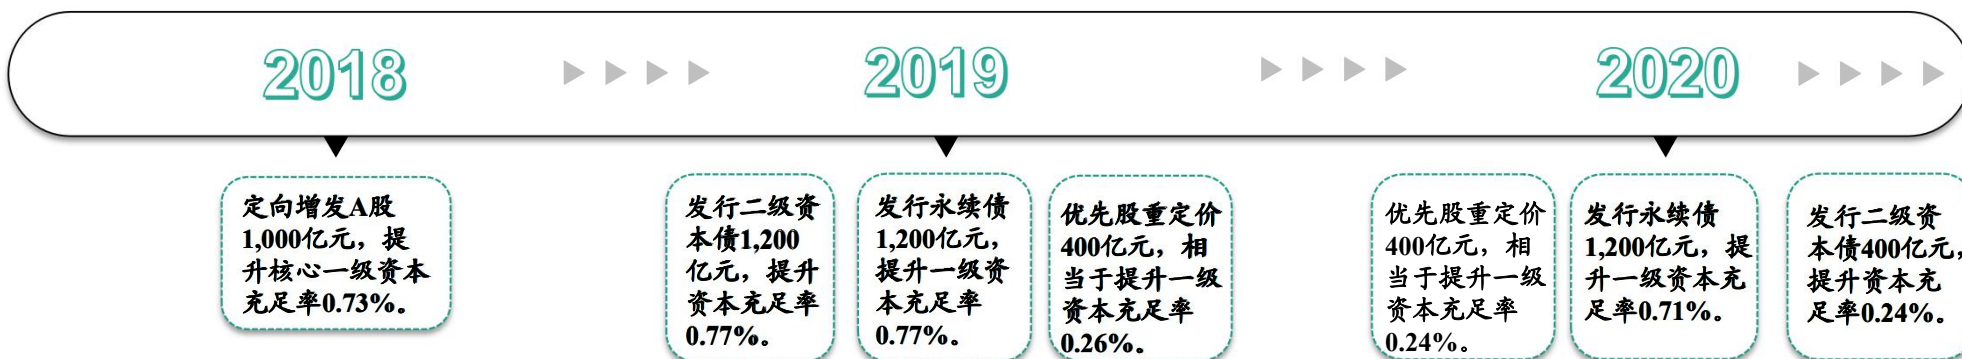 2018
2019
2020
定向增发A股
1,000亿元，提
升核心一级资本
充足率0.73%。
发行二级资
本债1,200
亿元，提升
资本充足率
0.77%。
发行永续债
1,200亿元，
提升一级资
本充足率
0.77%。
优先股重定价
400亿元，相
当于提升一级
资本充足率
0.26%。
优先股重定价
400亿元，相
当于提升一级
资本充足率
0.24%。
发行永续债
1,200亿元，提
升一级资本充
足率0.71%。
发行二级资
本债400亿元，
提升资本充
足率0.24%。